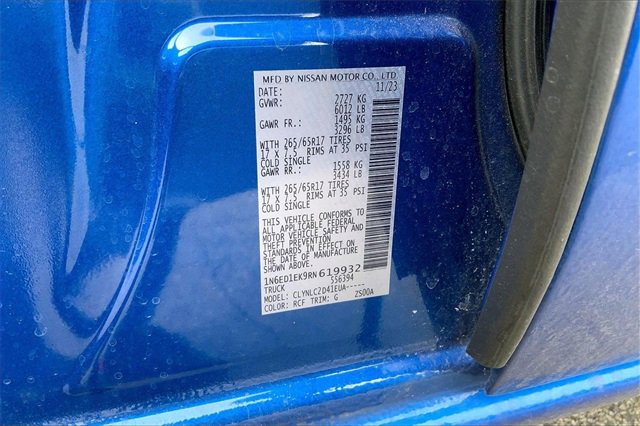 MFD BY NISSAN MOTOR CO., LTD
DATE: 11/23
GVWR: 2727 KG
6012 LB
GAWR FR.: 1495 KG
3296 LB
WITH 265/65R17 TIRES
17 X 7.5 RIMS AT 35 PSI
COLD SINGLE
GAWR RR.: 1558 KG
3434 LB
WITH 265/65R17 TIRES
17 X 7.5 RIMS AT 35 PSI
COLD SINGLE
THIS VEHICLE CONFORMS TO
ALL APPLICABLE FEDERAL
MOTOR VEHICLE SAFETY AND
THEFT PREVENTION
STANDARDS IN EFFECT ON
THE DATE OF MANUFACTURE
SHOWN ABOVE.
1N6ED1EK9RN619932
TRUCK 556394
MODEL: CLYNLCZD41EUA-----
COLOR: RCF TRIM: G ZS00A